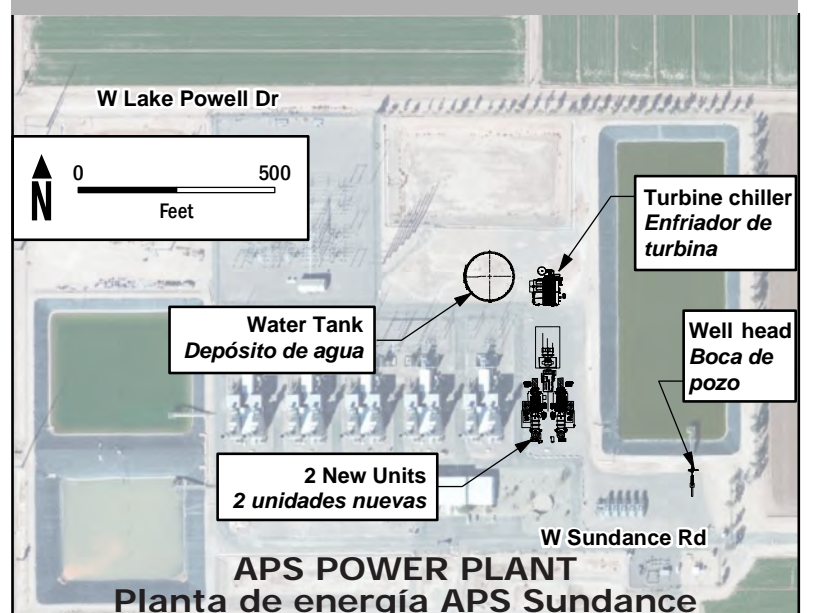 W Lake Powell Dr
N
0 500
Feet
Turbine chiller
Enfriador de
turbina
Water Tank
Depósito de agua
Well head
Boca de
pozo
2 New Units
2 unidades nuevas
W Sundance Rd
APS POWER PLANT
Planta de energía APS Sundance